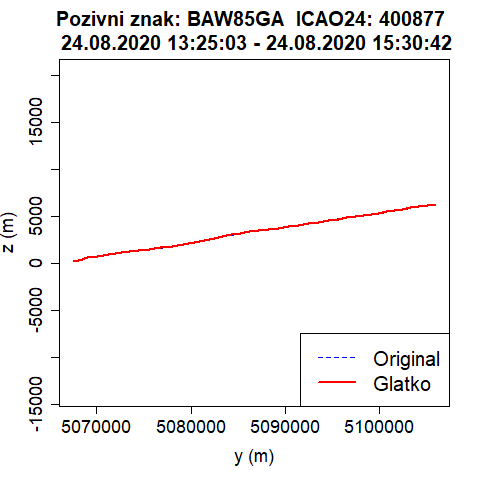 Pozivni znak: BAW85GA  ICAO24: 400877
24.08.2020 13:25:03 - 24.08.2020 15:30:42
z (m)
15000
5000
0
-5000
-15000
Original
Glatko
5070000
5080000
5090000
5100000
y (m)